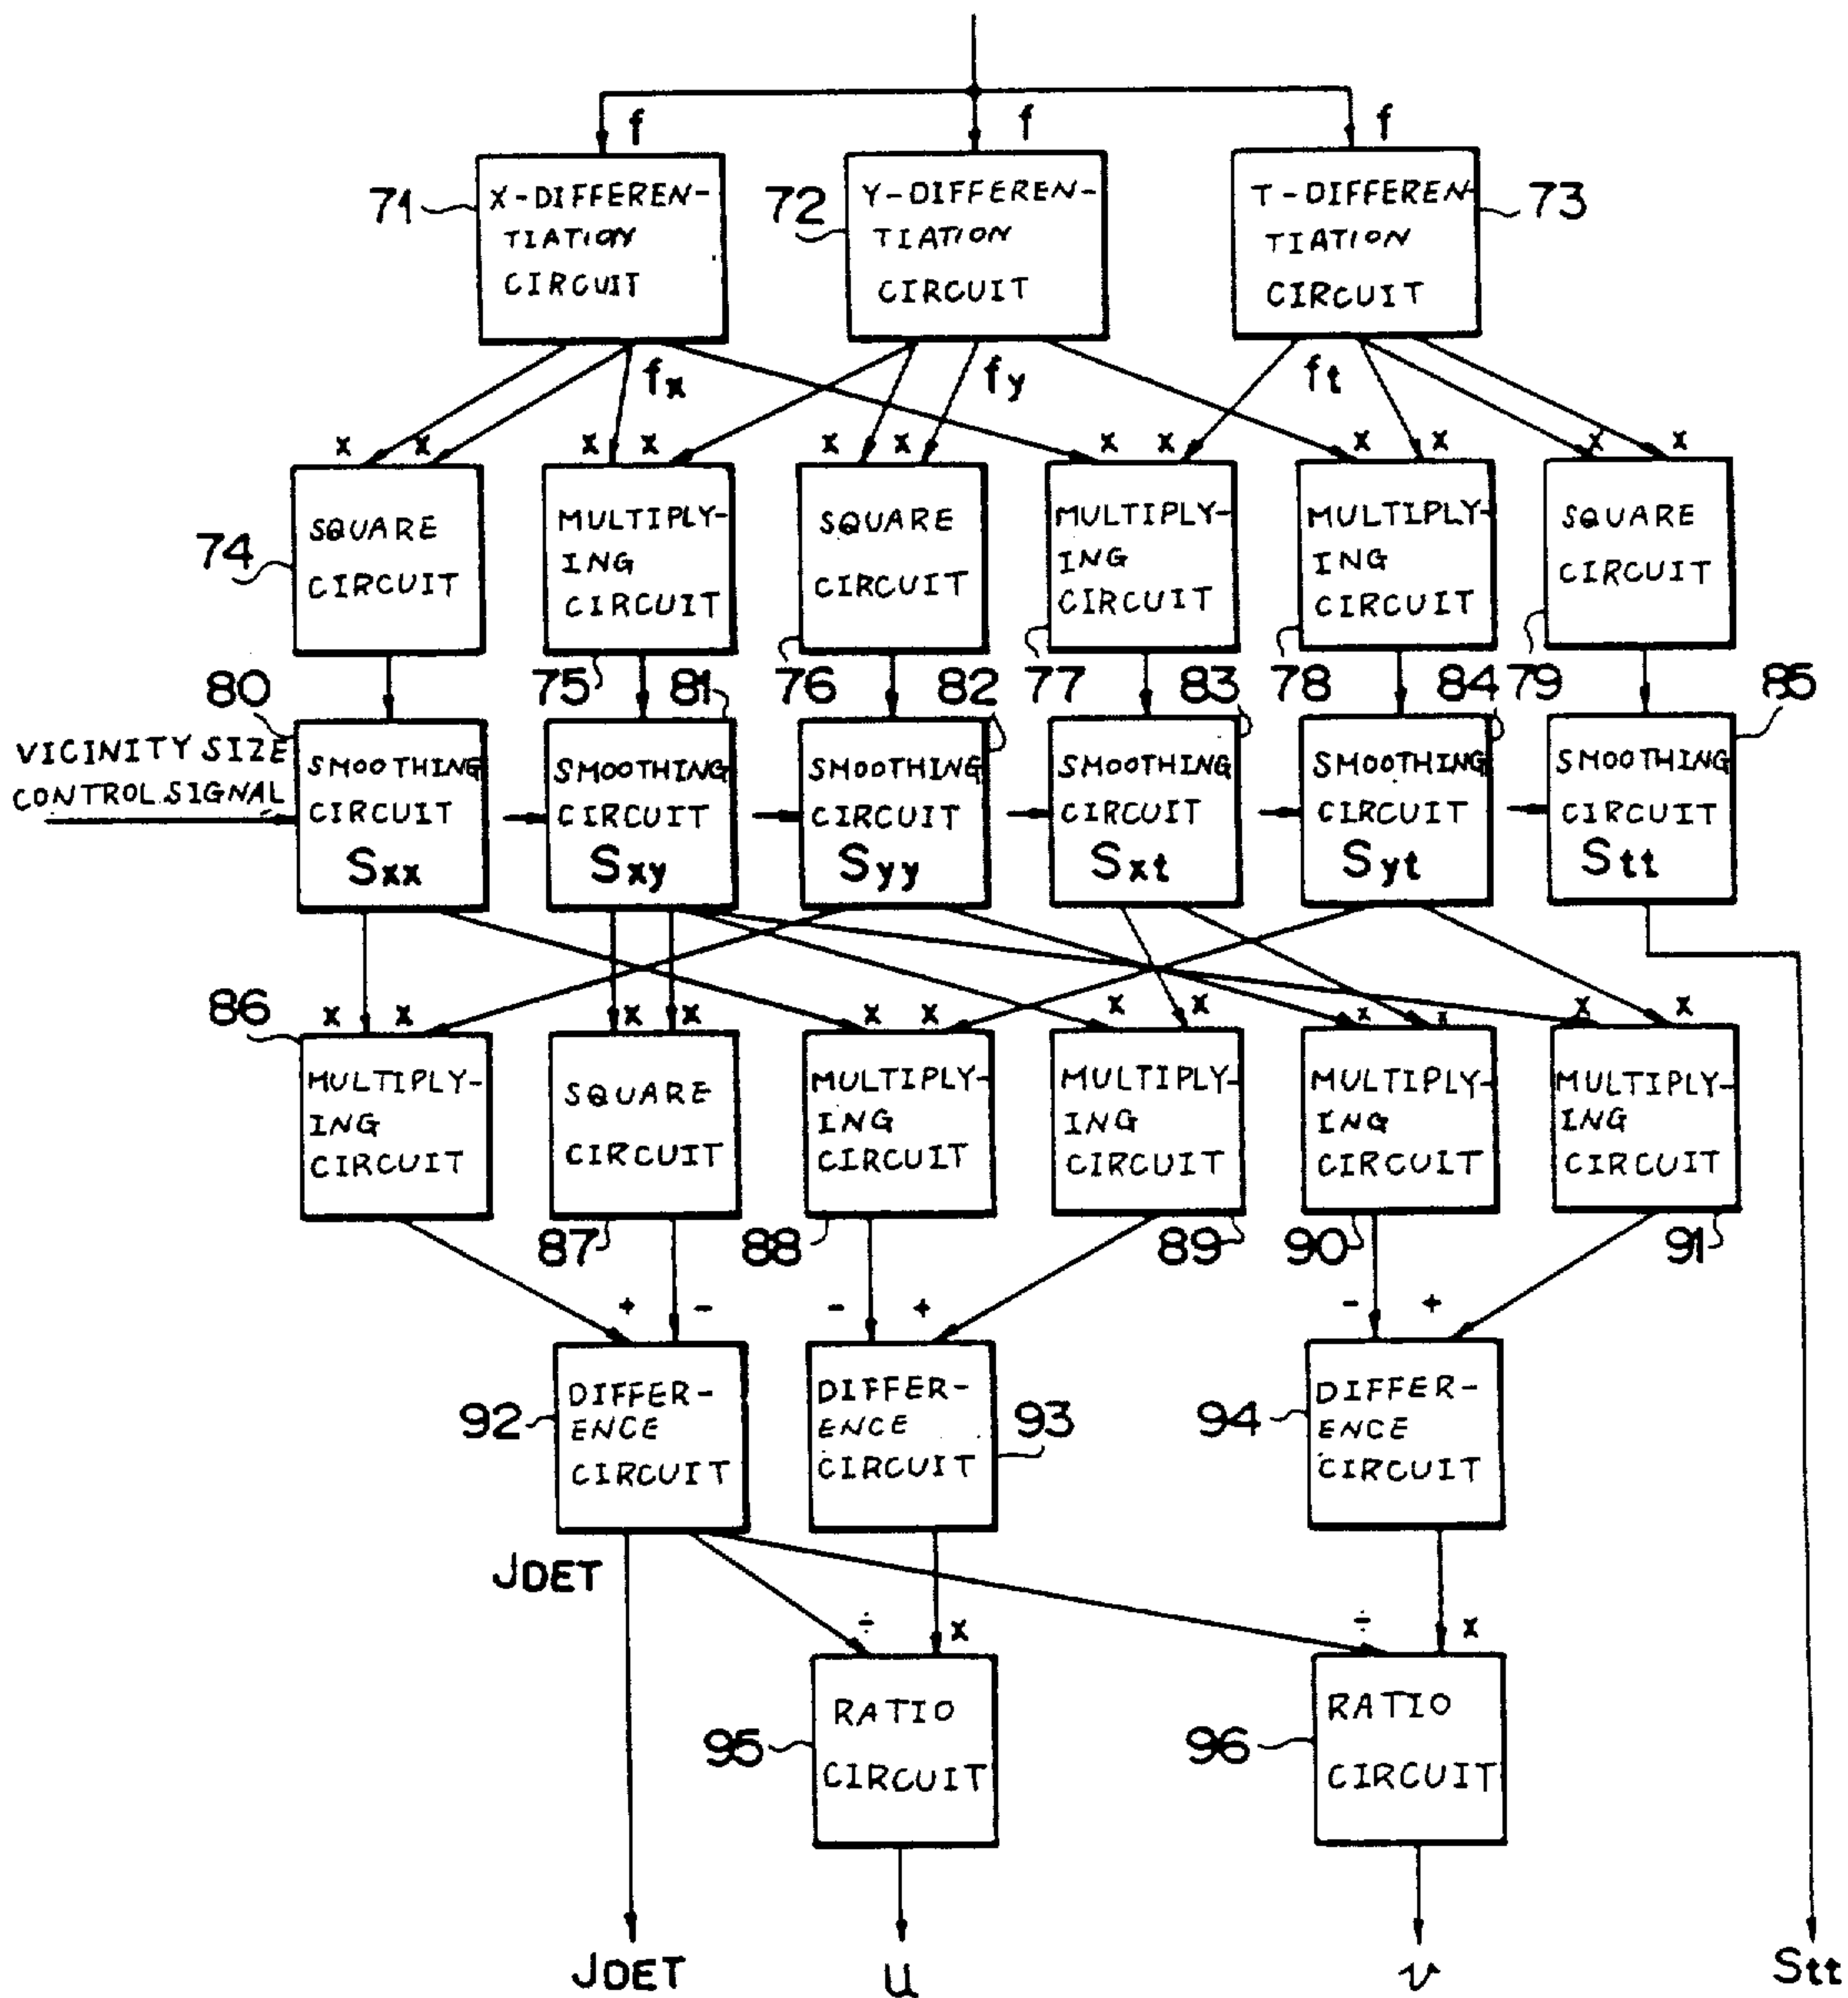 f f f
71 X-DIFFEREN-
TIATION
CIRCUIT
72 Y-DIFFEREN-
TIATION
CIRCUIT
T-DIFFEREN- 73
TIATION
CIRCUIT
fx fy ft
x x x x x x x x x x x x
74 SQUARE
CIRCUIT
MULTIPLY-
ING
CIRCUIT
SQUARE
CIRCUIT
MULTIPLY-
ING
CIRCUIT
MULTIPLY-
ING
CIRCUIT
SQUARE
CIRCUIT
80 75 81 76 82 77 83 78 84 79 85
VICINITY SIZE
CONTROL SIGNAL
SMOOTHING
CIRCUIT
Sxx
SMOOTHING
CIRCUIT
Sxy
SMOOTHING
CIRCUIT
Syy
SMOOTHING
CIRCUIT
Sxt
SMOOTHING
CIRCUIT
Syt
SMOOTHING
CIRCUIT
Stt
86 x x x x x x x x x x x x
MULTIPLY-
ING
CIRCUIT
SQUARE
CIRCUIT
MULTIPLY-
ING
CIRCUIT
MULTIPLY-
ING
CIRCUIT
MULTIPLY-
ING
CIRCUIT
MULTIPLY-
ING
CIRCUIT
87 88 89 90 91
+ - - + - +
92 DIFFER-
ENCE
CIRCUIT
DIFFER- 93
ENCE
CIRCUIT
94 DIFFER-
ENCE
CIRCUIT
JDET
÷ x ÷ x
95 RATIO
CIRCUIT
96 RATIO
CIRCUIT
JDET u v Stt